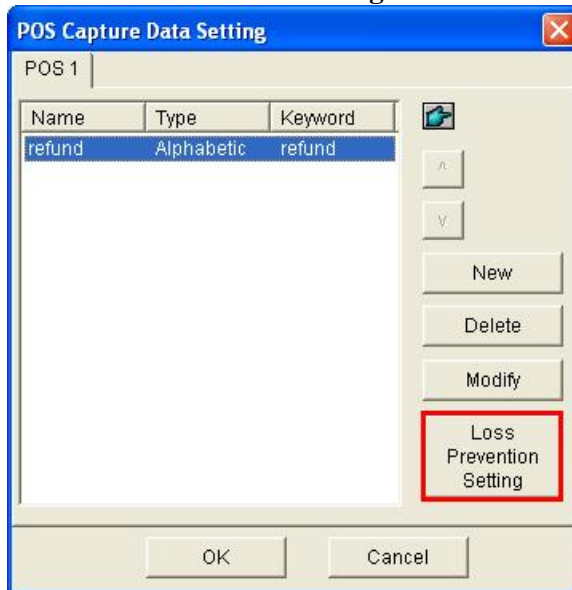 POS Capture Data Setting
POS 1
Name Type Keyword
refund Alphabetic refund
^
v
New
Delete
Modify
Loss
Prevention
Setting
OK Cancel